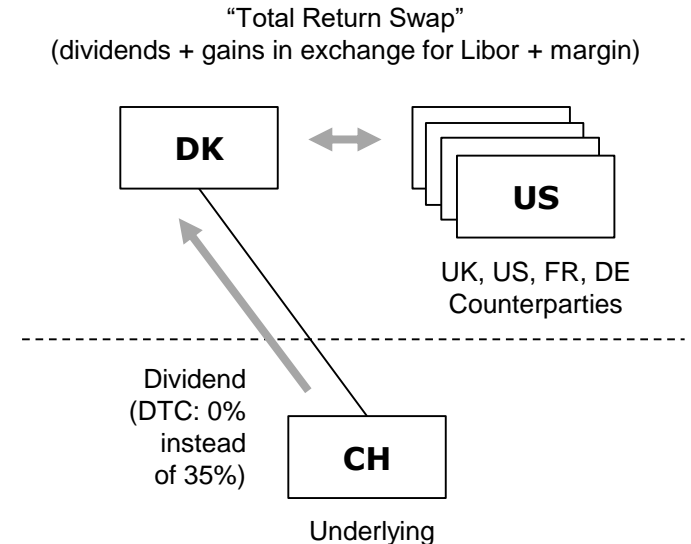 “Total Return Swap”
(dividends + gains in exchange for Libor + margin)
DK
US
UK, US, FR, DE
Counterparties
Dividend
(DTC: 0%
instead
of 35%)
CH
Underlying